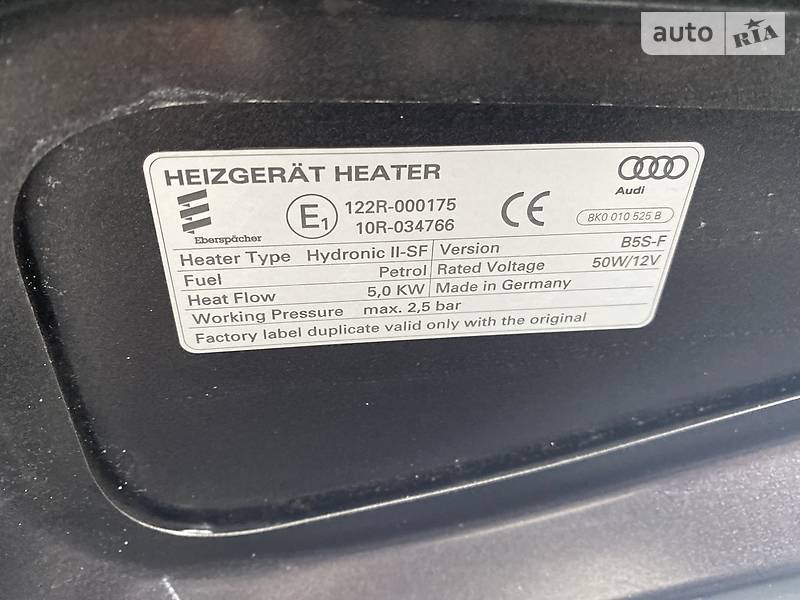 auto RIA
HEIZGERÄT HEATER
Audi
Eberspächer
E1
122R-000175
10R-034766
CE
8K0 010 525 B
Heater Type Hydronic II-SF Version B5S-F
Fuel Petrol Rated Voltage 50W/12V
Heat Flow 5,0 KW Made in Germany
Working Pressure max. 2,5 bar
Factory label duplicate valid only with the original